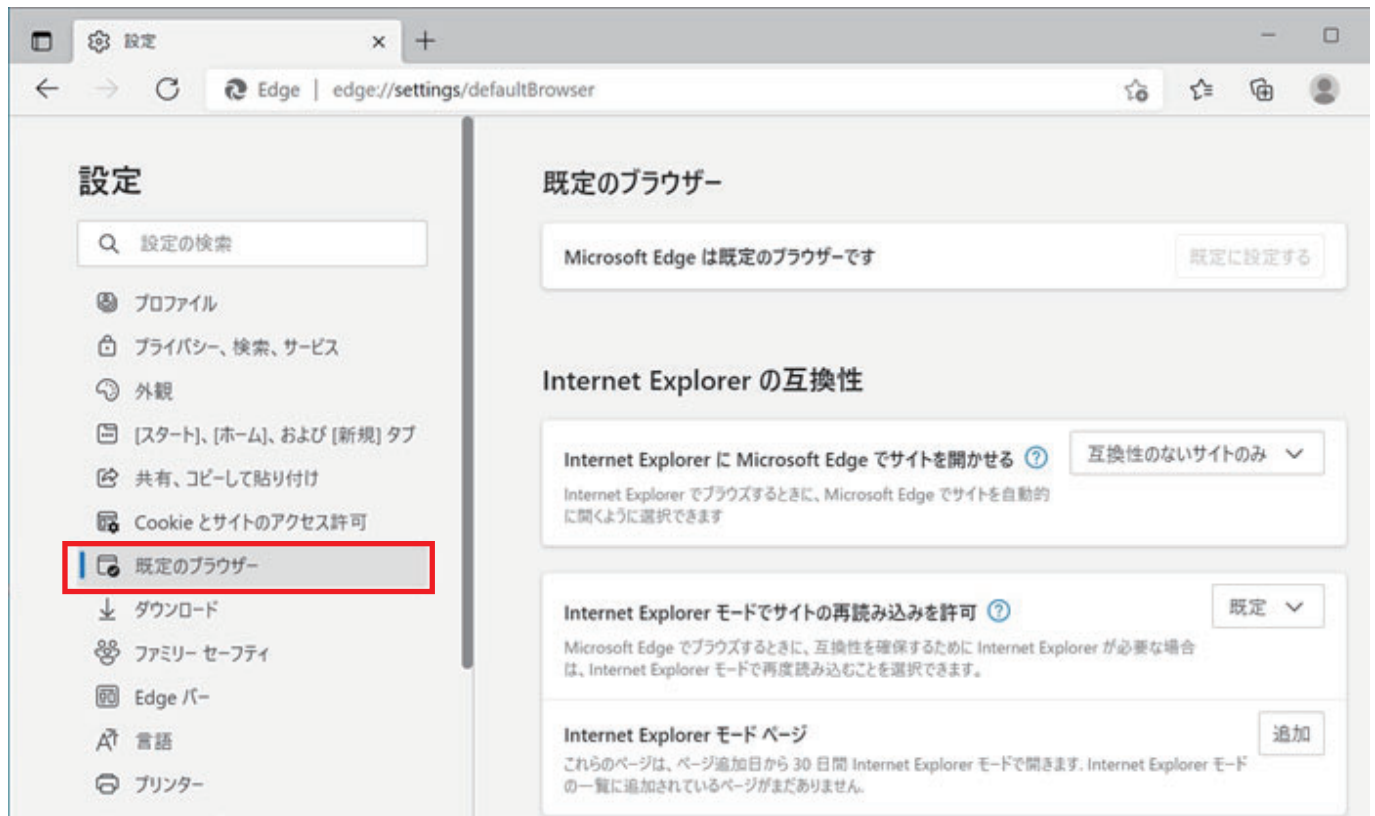 設定
Edge | edge://settings/defaultBrowser
設定
設定の検索
プロファイル
プライバシー、検索、サービス
外観
[スタート]、[ホーム]、および [新規] タブ
共有、コピーして貼り付け
Cookie とサイトのアクセス許可
既定のブラウザー
ダウンロード
ファミリー セーフティ
Edge バー
言語
プリンター
既定のブラウザー
Microsoft Edge は既定のブラウザーです
既定に設定する
Internet Explorer の互換性
Internet Explorer に Microsoft Edge でサイトを開かせる
互換性のないサイトのみ
Internet Explorer でブラウズするときに、Microsoft Edge でサイトを自動的
に開くように選択できます
Internet Explorer モードでサイトの再読み込みを許可
既定
Microsoft Edge でブラウズするときに、互換性を確保するために Internet Explorer が必要な場合
は、Internet Explorer モードで再度読み込むことを選択できます。
Internet Explorer モード ページ
追加
これらのページは、ページ追加日から 30 日間 Internet Explorer モードで開きます. Internet Explorer モード
の一覧に追加されているページがまだありません.